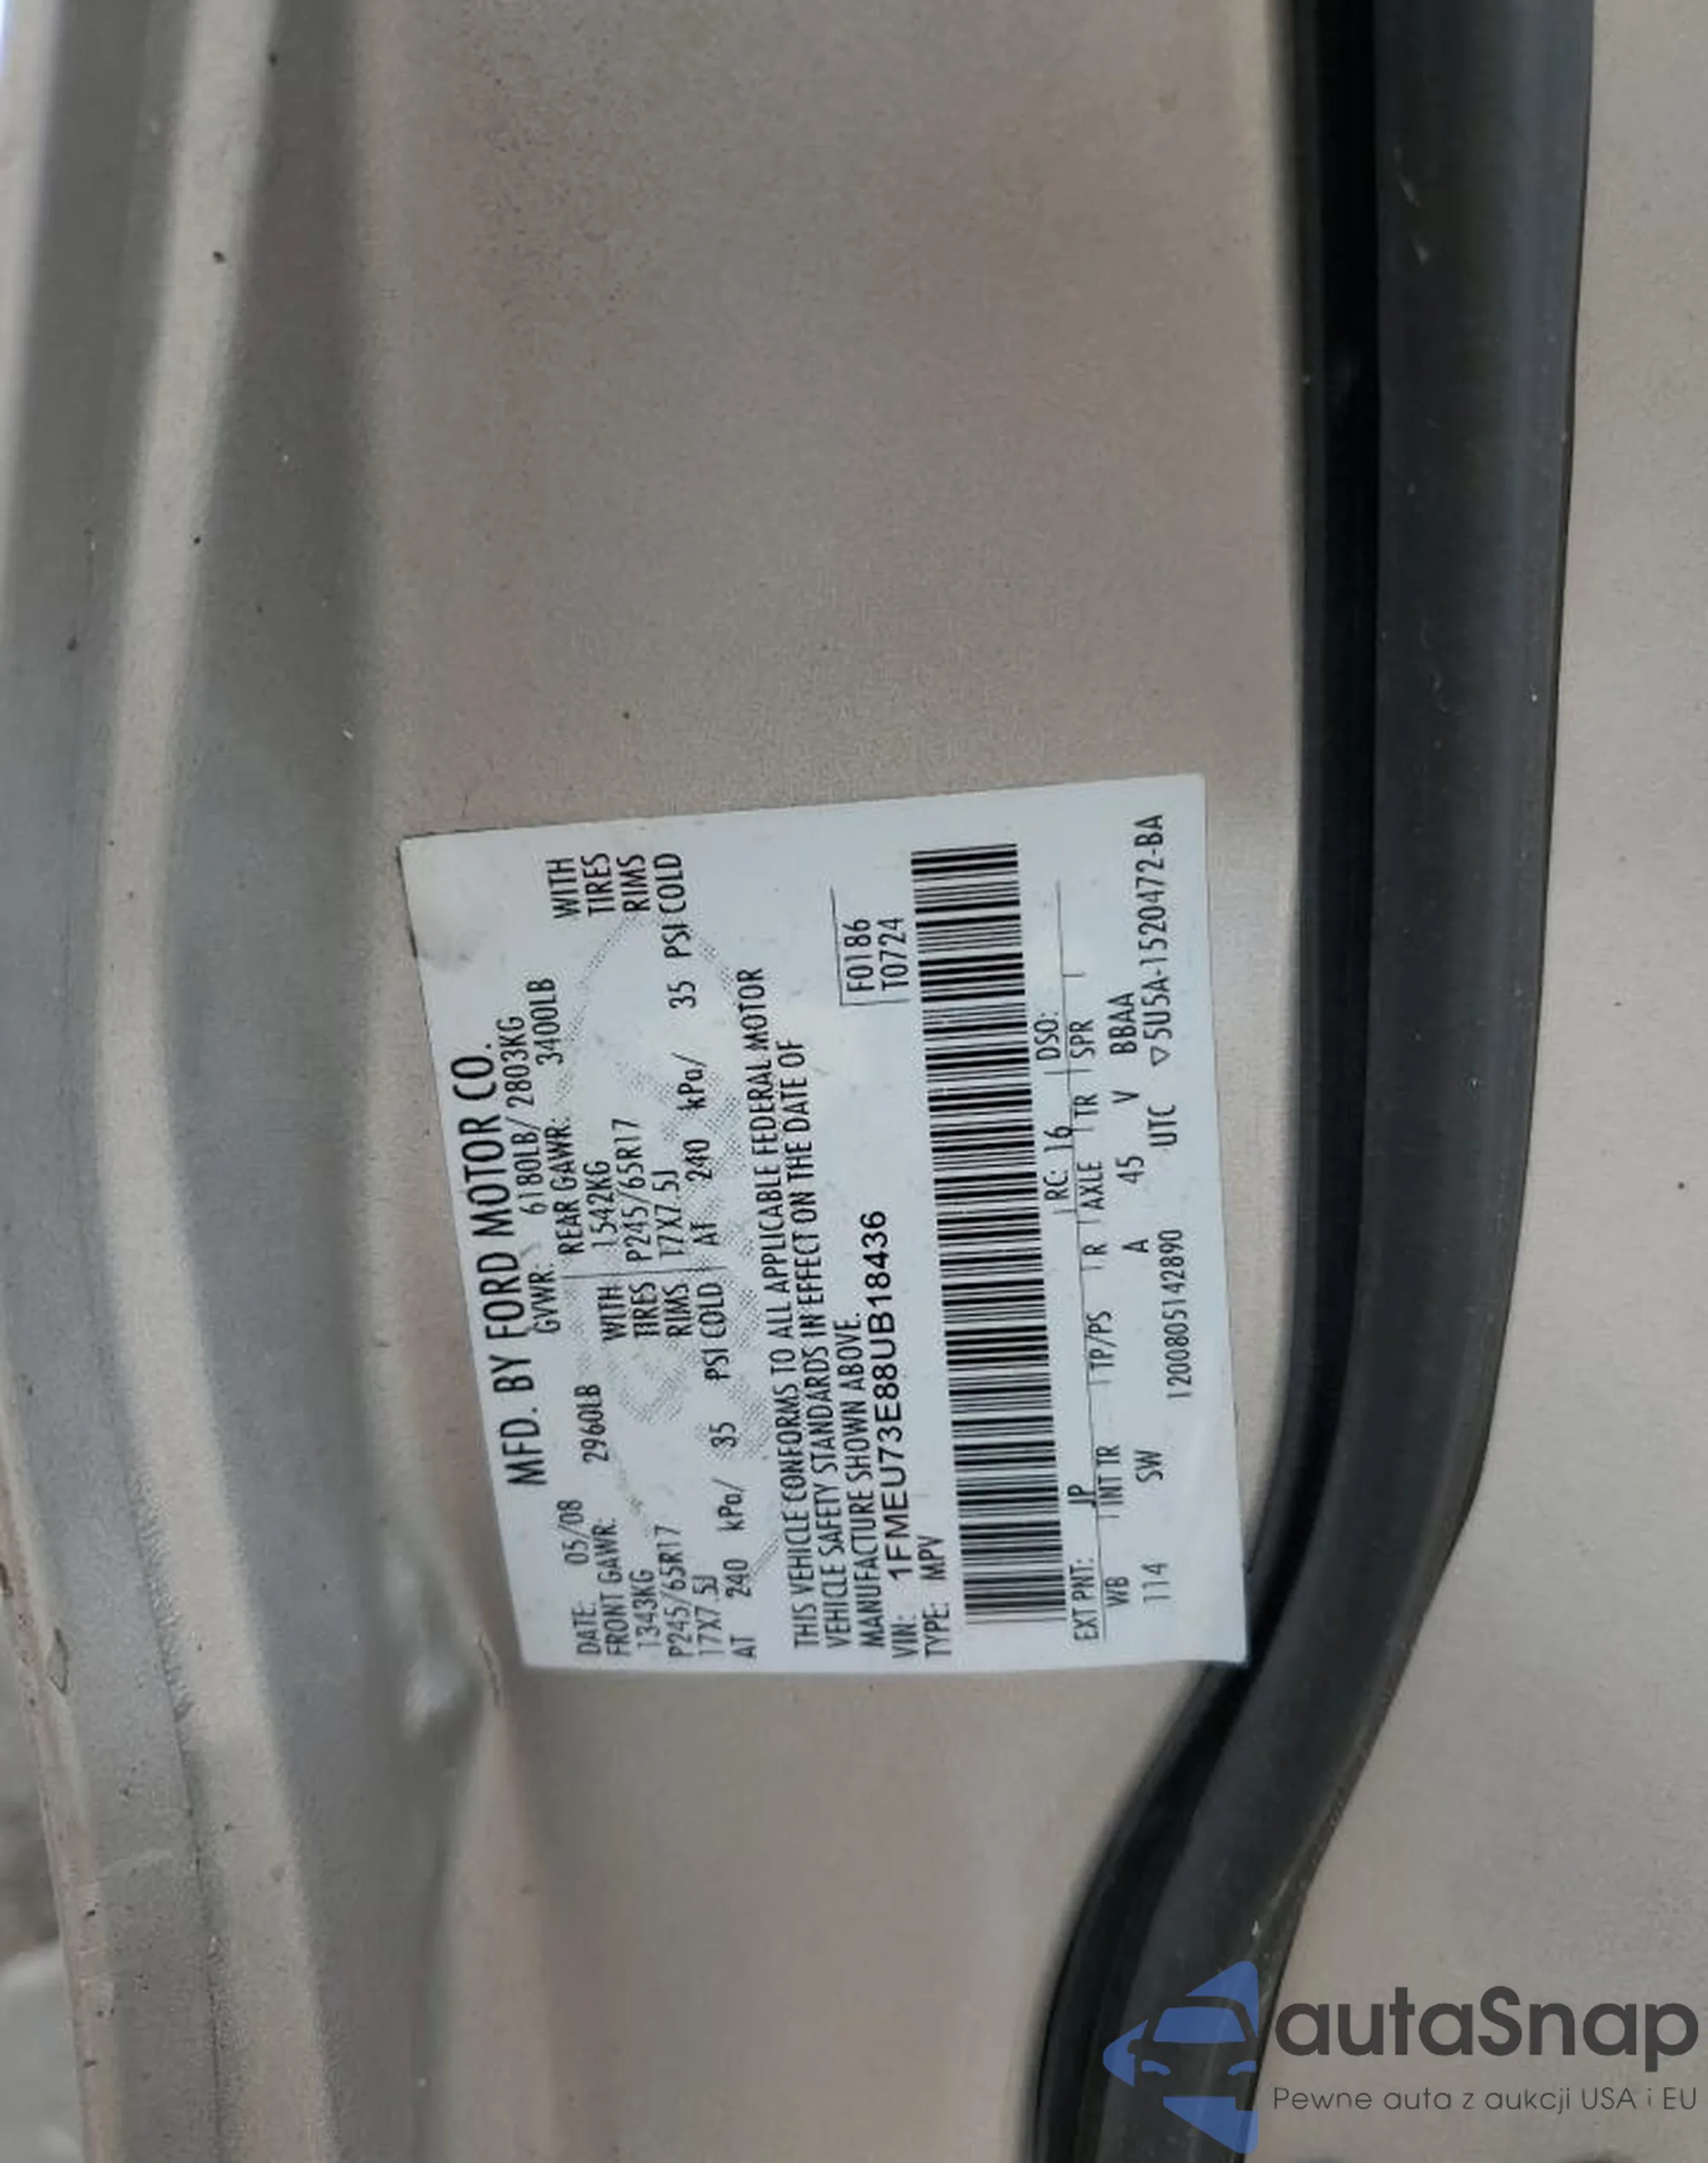 MFD. BY FORD MOTOR CO.
DATE: 05/08 GVWR: 6180LB/2803KG
FRONT GAWR: 2960LB REAR GAWR: 3400LB
1343KG WITH 1542KG WITH
P245/65R17 TIRES P245/65R17 TIRES
17X7.5J RIMS 17X7.5J RIMS
AT 240 kPa/ 35 PSI COLD AT 240 kPa/ 35 PSI COLD
THIS VEHICLE CONFORMS TO ALL APPLICABLE FEDERAL MOTOR
VEHICLE SAFETY STANDARDS IN EFFECT ON THE DATE OF
MANUFACTURE SHOWN ABOVE.
VIN: 1FMEU73E88UB18436 F0186
TYPE: MPV T0724
EXT PNT: JP RC: 16 DSO:
WB INT TR TP/PS R AXLE TR SPR
114 SW A 45 V BBAA
120080514289​0 UTC ▽5U5A-1520472-BA
autaSnap
Pewne auta z aukcji USA i EU